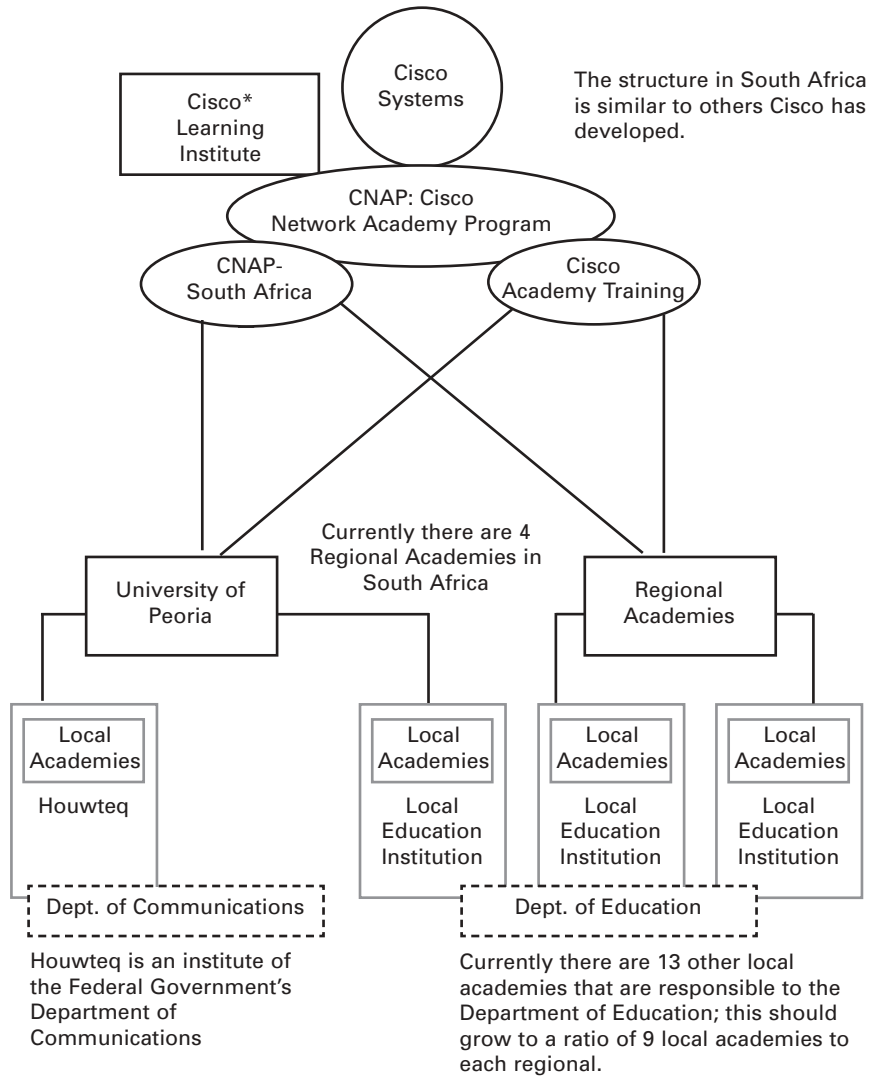 Cisco
Systems
Cisco*
Learning
Institute
The structure in South Africa
is similar to others Cisco has
developed.
CNAP: Cisco
Network Academy Program
CNAP-
South Africa
Cisco
Academy Training
Currently there are 4
Regional Academies in
South Africa
University of
Peoria
Regional
Academies
Local
Academies
Houwteq
Local
Academies
Local
Education
Institution
Local
Academies
Local
Education
Institution
Local
Academies
Local
Education
Institution
Dept. of Communications
Dept. of Education
Houwteq is an institute of
the Federal Government's
Department of
Communications
Currently there are 13 other local
academies that are responsible to the
Department of Education; this should
grow to a ratio of 9 local academies to
each regional.